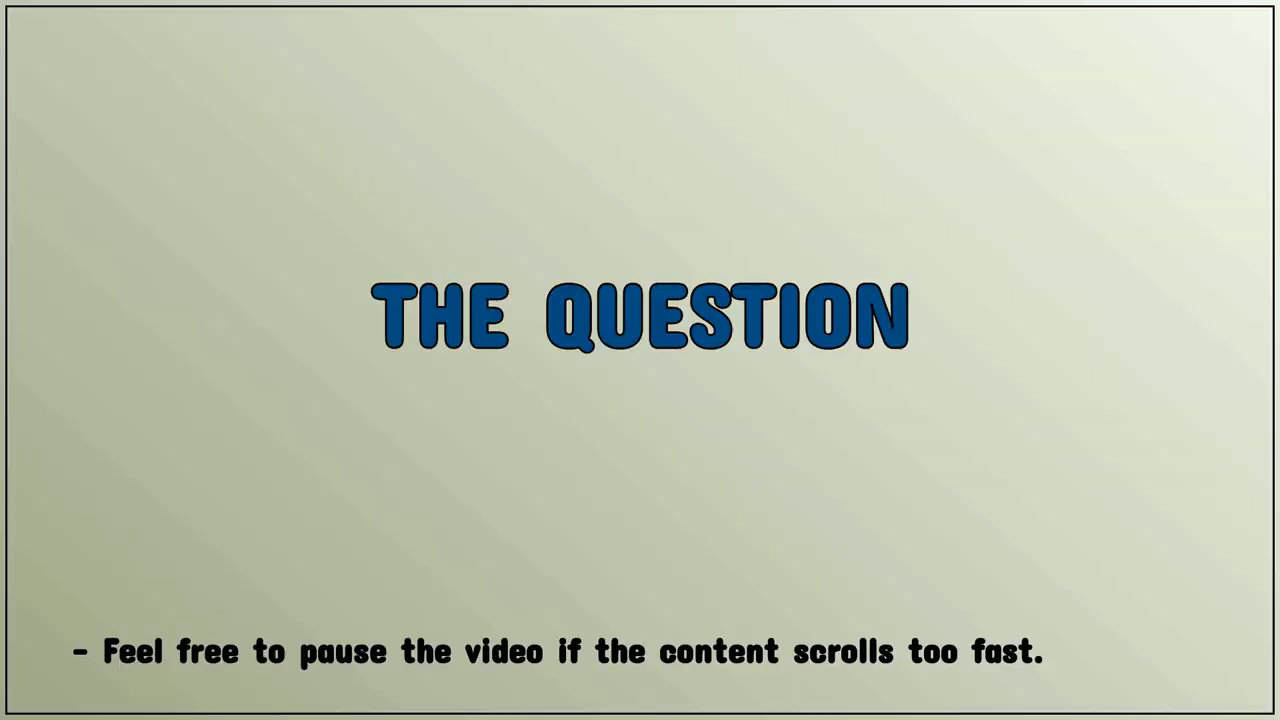 THE QUESTION
- Feel free to pause the video if the content scrolls too fast.